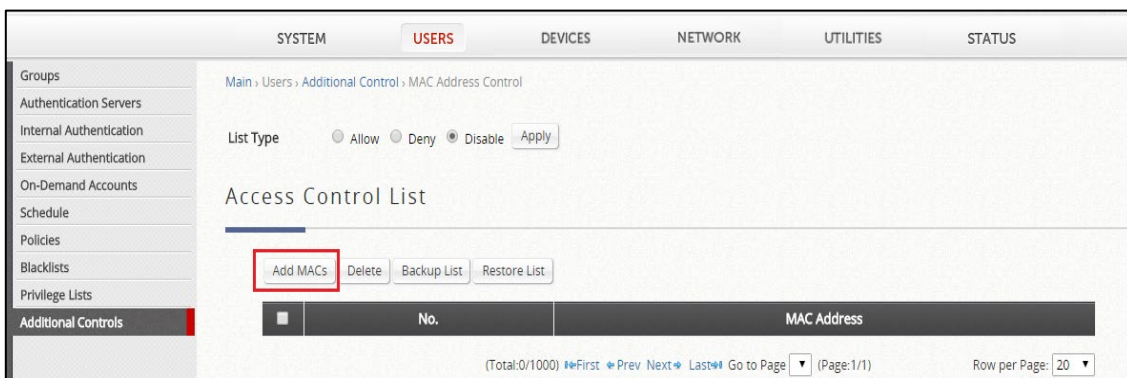 SYSTEM USERS DEVICES NETWORK UTILITIES STATUS
Groups
Authentication Servers
Internal Authentication
External Authentication
On-Demand Accounts
Schedule
Policies
Blacklists
Privilege Lists
Additional Controls
Main › Users › Additional Control › MAC Address Control
List Type Allow Deny Disable Apply
Access Control List
Add MACs Delete Backup List Restore List
No. MAC Address
(Total:0/1000) First Prev Next Last Go to Page (Page:1/1) Row per Page: 20